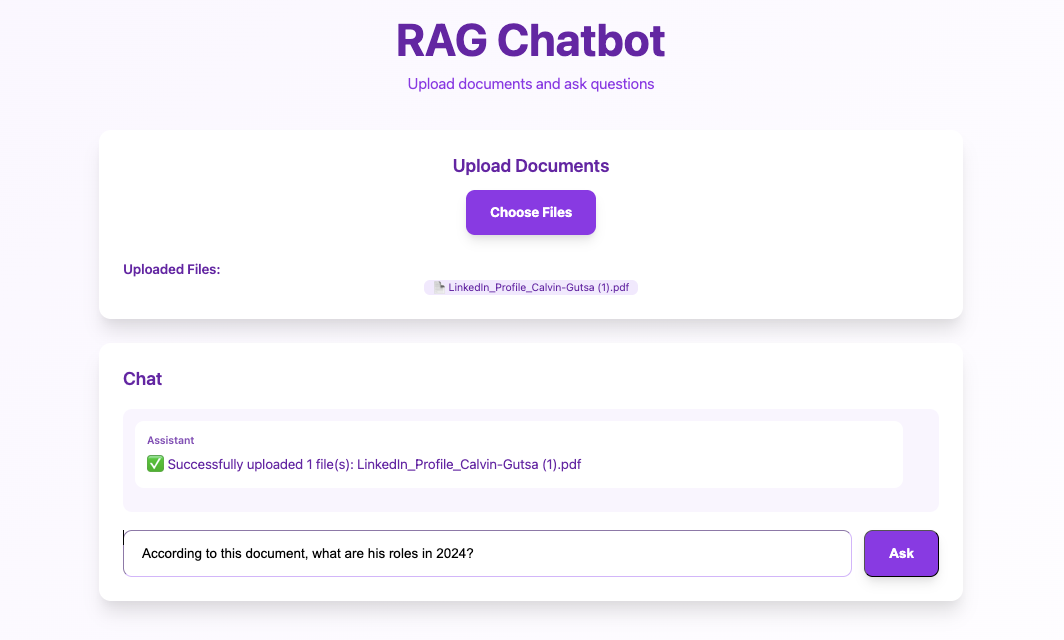 RAG Chatbot
Upload documents and ask questions
Upload Documents
Choose Files
Uploaded Files:
LinkedIn_Profile_Calvin-Gutsa (1).pdf
Chat
Assistant
✅ Successfully uploaded 1 file(s): LinkedIn_Profile_Calvin-Gutsa (1).pdf
According to this document, what are his roles in 2024?
Ask